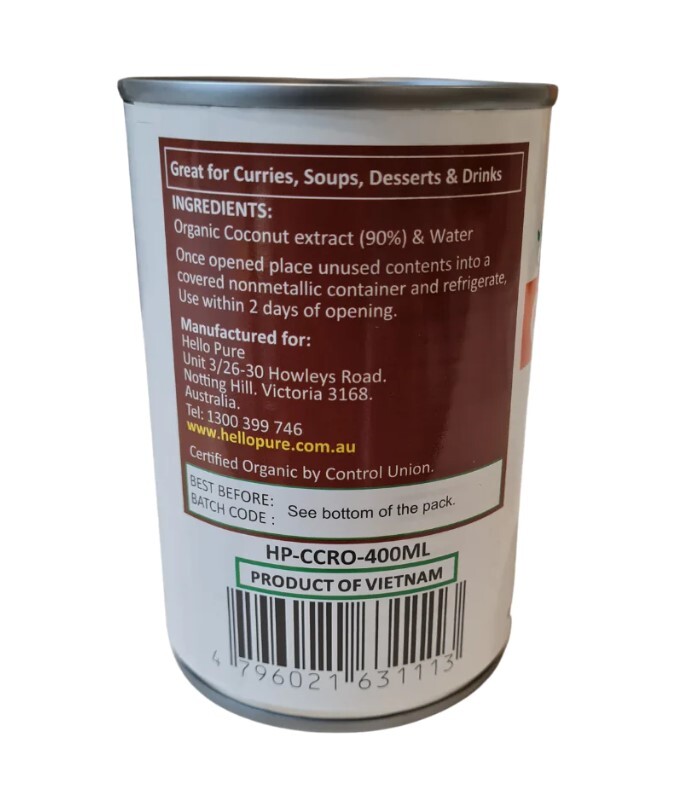 Great for Curries, Soups, Desserts & Drinks
INGREDIENTS:
Organic Coconut extract (90%) & Water
Once opened place unused contents into a
covered nonmetallic container and refrigerate,
Use within 2 days of opening.
Manufactured for:
Hello Pure
Unit 3/26-30 Howleys Road.
Notting Hill. Victoria 3168.
Australia.
Tel: 1300 399 746
www.hellopure.com.au
Certified Organic by Control Union.
BEST BEFORE:
BATCH CODE : See bottom of the pack.
HP-CCRO-400ML
PRODUCT OF VIETNAM
4 796021 631113